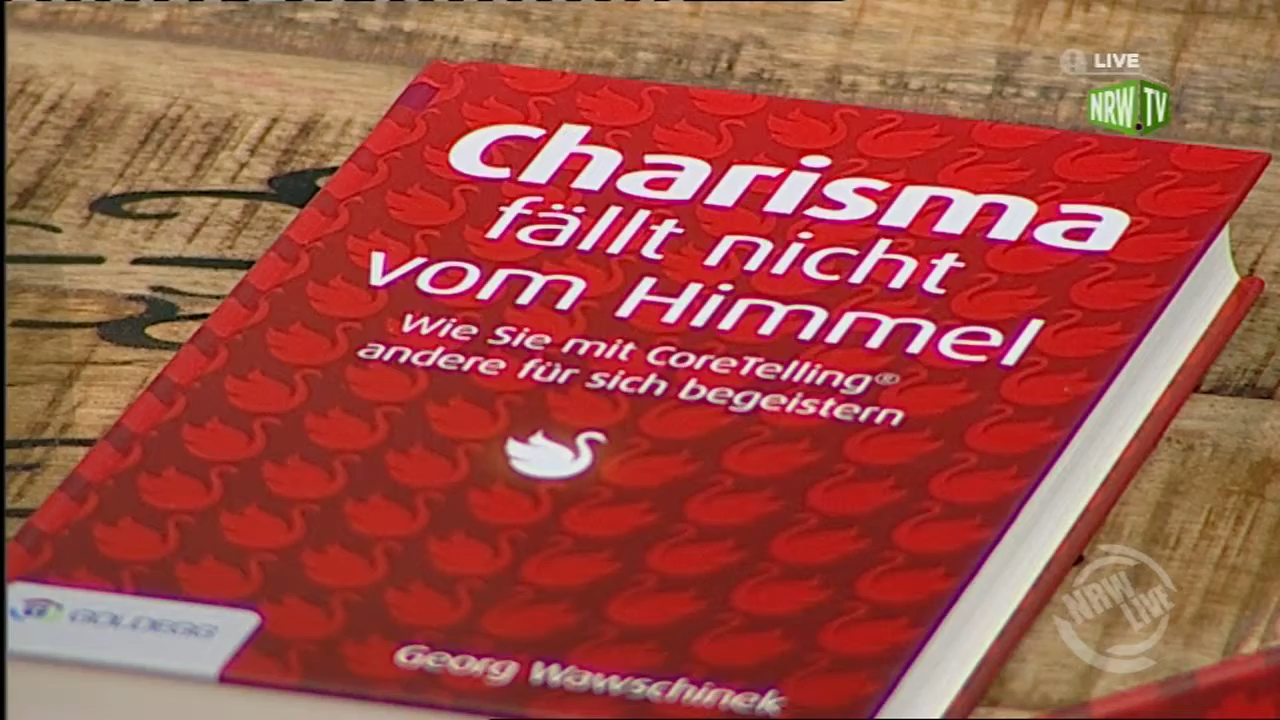 LIVE
NRW.TV
Charisma
fällt nicht
vom Himmel
Wie Sie mit CoreTelling®
andere für sich begeistern
GOLDEGG
Georg Wawschinek
NRW
LIVE